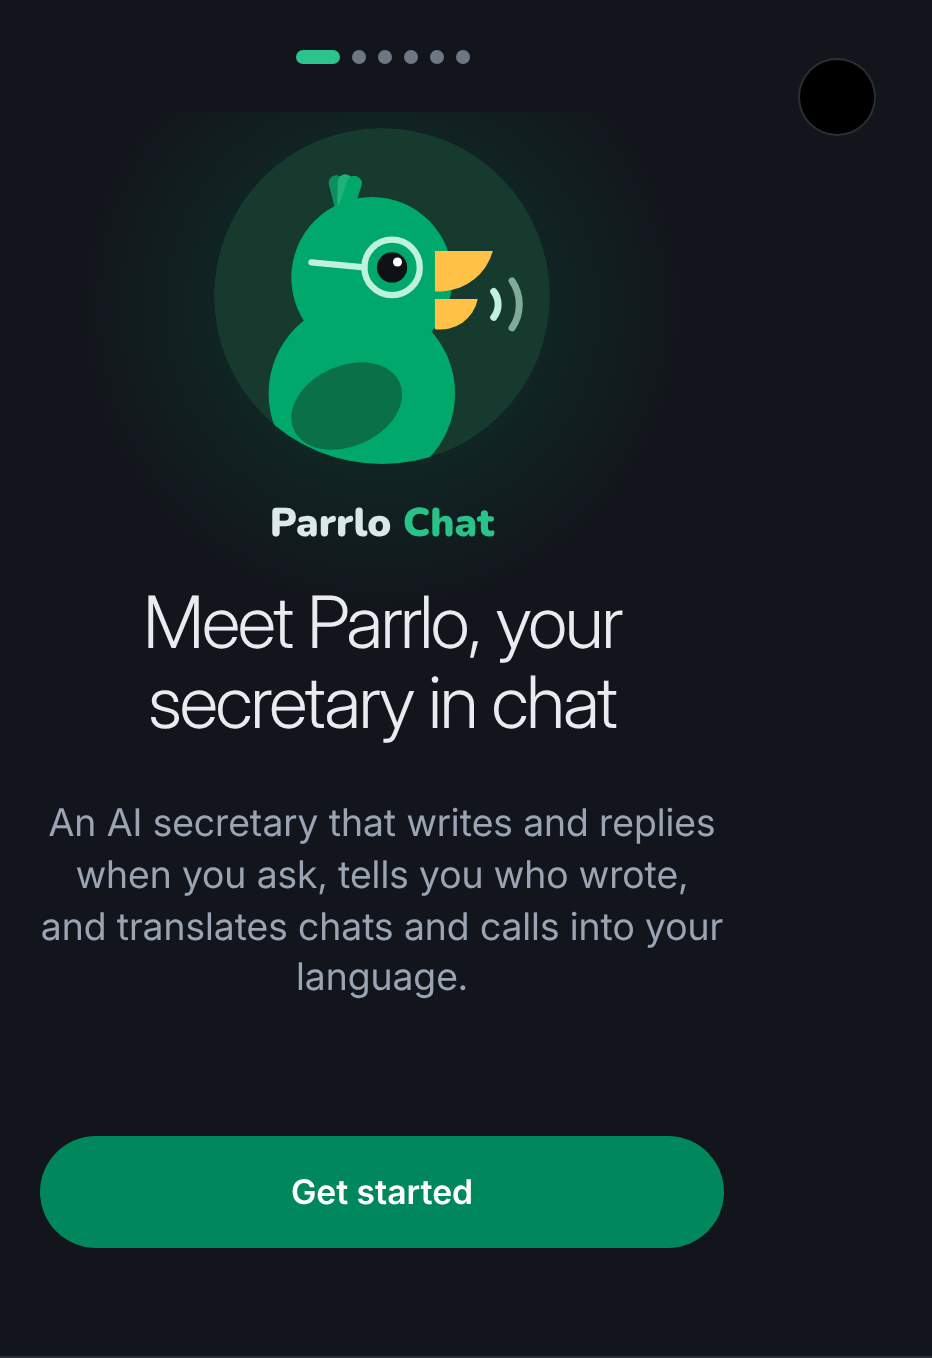 Parrlo Chat
Meet Parrlo, your
secretary in chat
An AI secretary that writes and replies
when you ask, tells you who wrote,
and translates chats and calls into your
language.
Get started